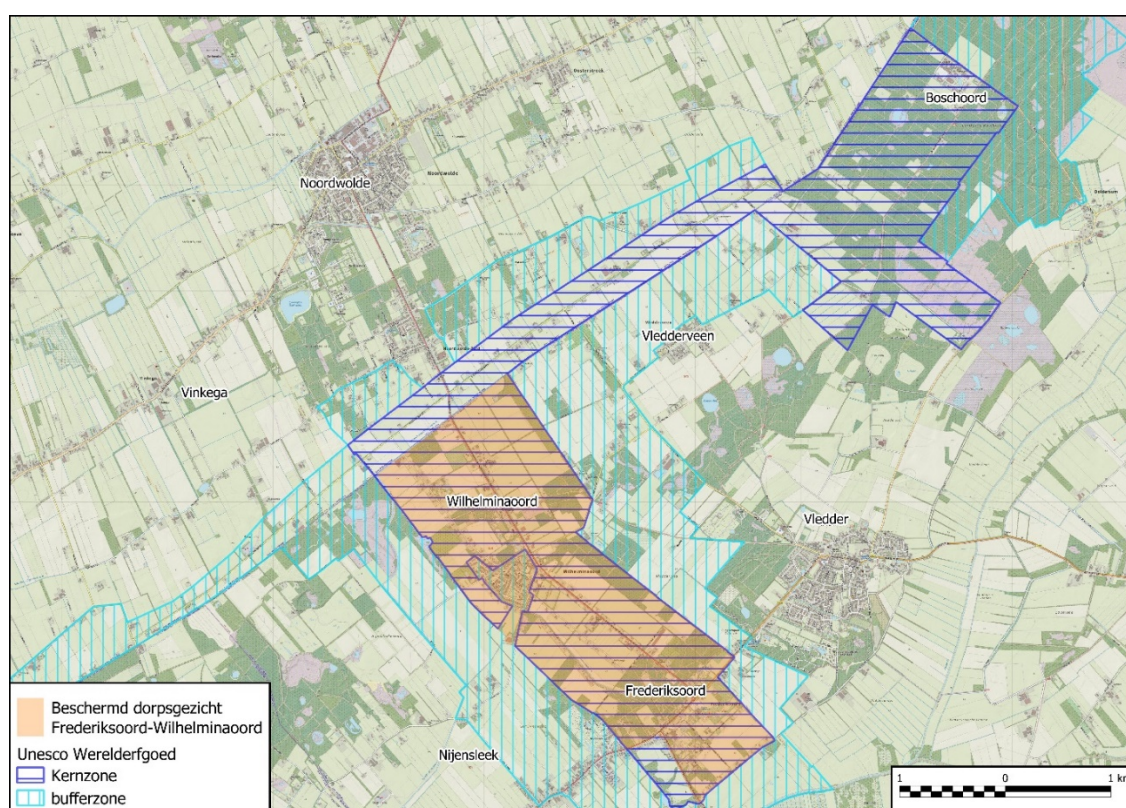 Boschoord
Noordwolde
Noordwolde
Vledderveen
Vinkega
Wilhelminaoord
Vledder
Frederiksoord
Nijensleek
Beschermd dorpsgezicht
Frederiksoord-Wilhelminaoord
Unesco Werelderfgoed
Kernzone
bufferzone
1 0 1 km